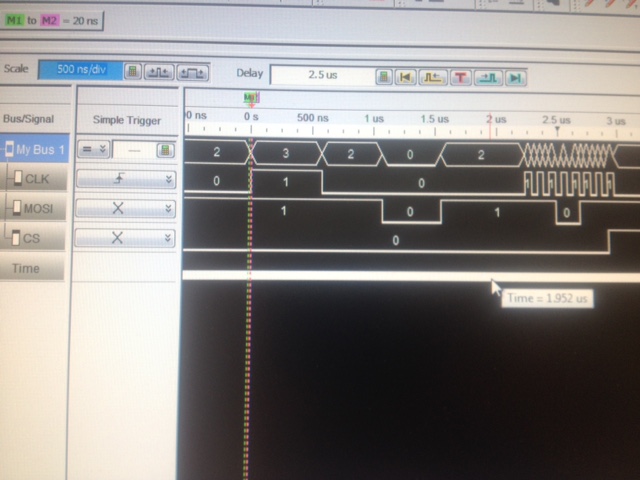 M1 to M2 = 20 ns
Scale 500 ns/div Delay 2.5 us
Bus/Signal Simple Trigger 0 ns 0 s 500 ns 1 us 1.5 us 2 us 2.5 us 3 us
My Bus 1 = 2 3 2 0 2
CLK 0 1 0
MOSI X 1 0 1 0
CS X 0
Time
Time = 1.952 us